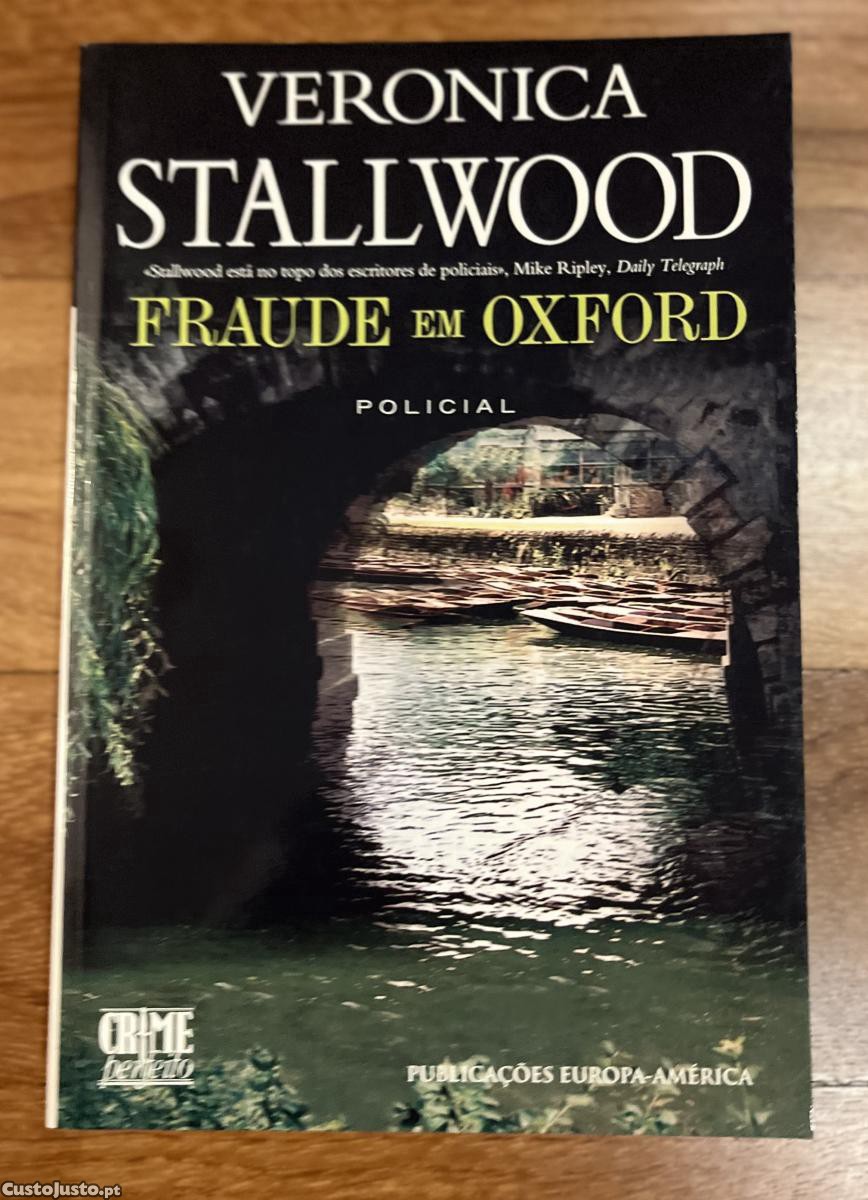 VERONICA
STALLWOOD
«Stallwood está no topo dos escritores de policiais», Mike Ripley, Daily Telegraph
FRAUDE EM OXFORD
POLICIAL
CRIME
perfeito
PUBLICAÇÕES EUROPA-AMÉRICA
CustoJusto.pt